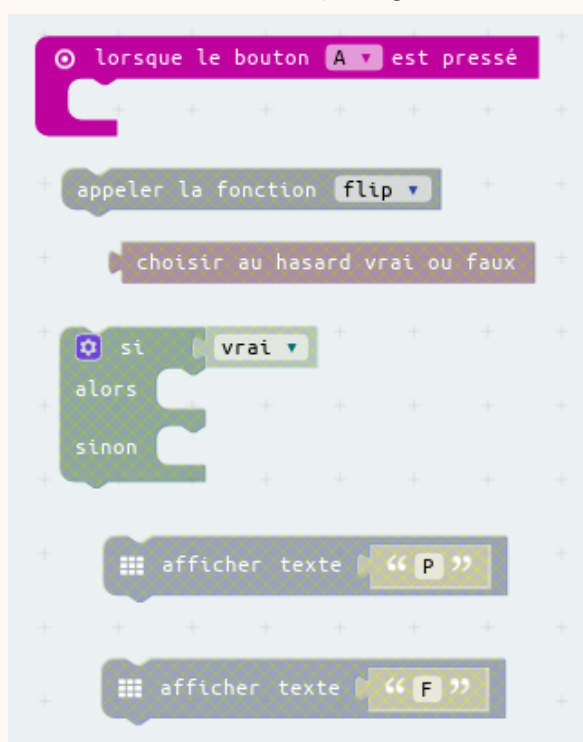 lorsque le bouton A est pressé
appeler la fonction flip
choisir au hasard vrai ou faux
si vrai
alors
sinon
afficher texte “ P ”
afficher texte “ F ”